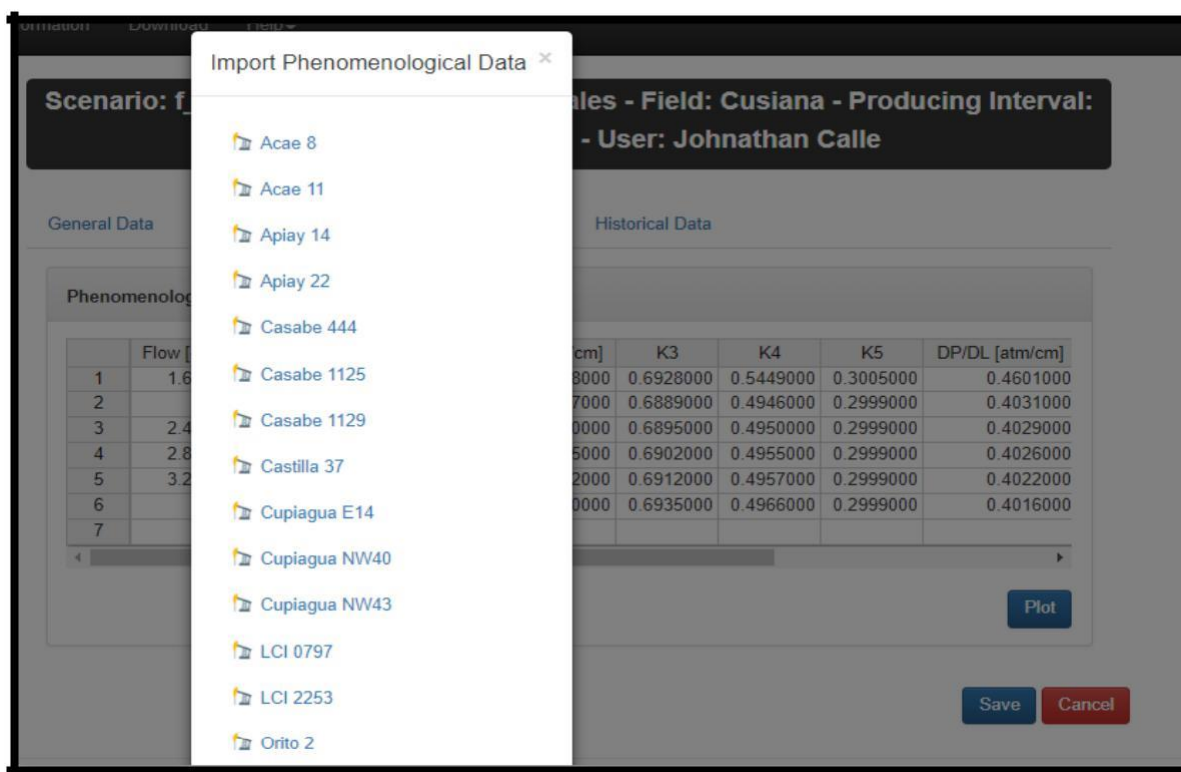 Download Help
Import Phenomenological Data ×
Scenario: f_ ales - Field: Cusiana - Producing Interval:
- User: Johnathan Calle
Acae 8
Acae 11
General Data Historical Data
Apiay 14
Apiay 22
Casabe 444
Casabe 1125
Casabe 1129
Castilla 37
Cupiagua E14
Cupiagua NW40
Cupiagua NW43
LCI 0797
LCI 2253
Orito 2
Flow [ cm] K3 K4 K5 DP/DL [atm/cm]
1 1.6 8000 0.6928000 0.5449000 0.3005000 0.4601000
2 7000 0.6889000 0.4946000 0.2999000 0.4031000
3 2.4 0000 0.6895000 0.4950000 0.2999000 0.4029000
4 2.8 5000 0.6902000 0.4955000 0.2999000 0.4026000
5 3.2 2000 0.6912000 0.4957000 0.2999000 0.4022000
6 0000 0.6935000 0.4966000 0.2999000 0.4016000
7
Plot
Save Cancel